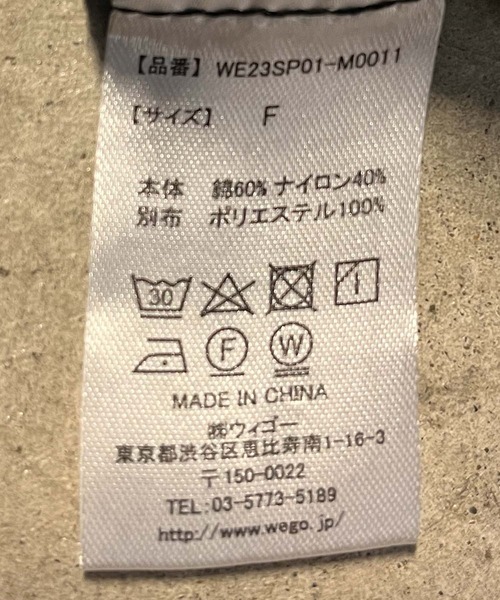 【品番】 WE23SP01-M0011
【サイズ】 F
本体 綿60% ナイロン40%
別布 ポリエステル100%
30
F W
MADE IN CHINA
㈱ウィゴー
東京都渋谷区恵比寿南1-16-3
〒150-0022
TEL:03-5773-5189
http://www.wego.jp/